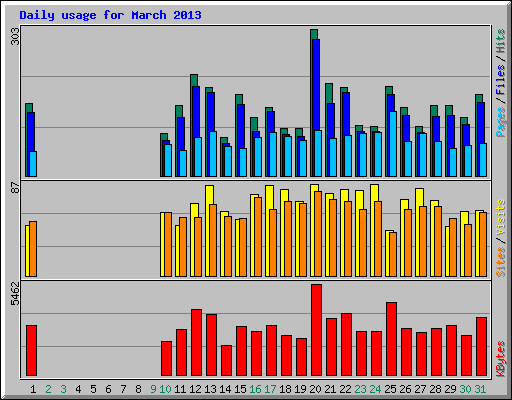 Daily usage for March 2013
303
Pages / Files / Hits
87
Sites / Visits
5462
KBytes
1 2 3 4 5 6 7 8 9 10 11 12 13 14 15 16 17 18 19 20 21 22 23 24 25 26 27 28 29 30 31